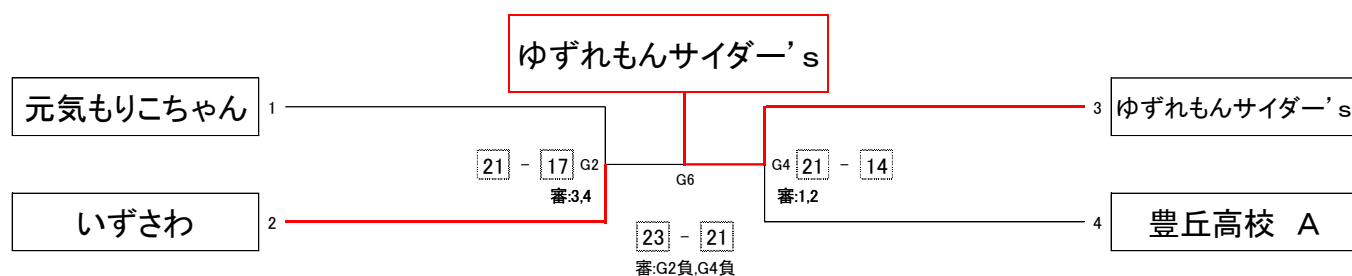 ゆずれもんサイダー’ｓ
元気もりこちゃん 1
3 ゆずれもんサイダー’ｓ
21 - 17 G2
G4 21 - 14
G6
審:3,4
審:1,2
いずさわ 2
4 豊丘高校　Ａ
23 - 21
審:G2負,G4負